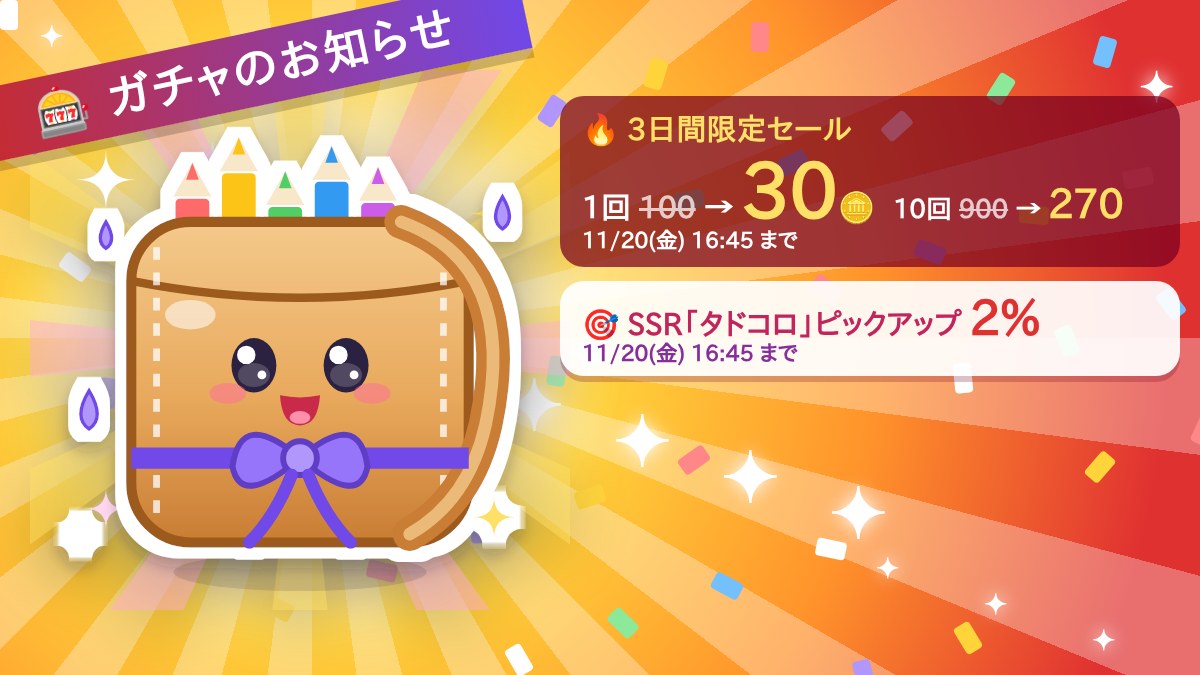 ガチャのお知らせ
3日間限定セール
1回 100 → 30 10回 900 → 270
11/20(金) 16:45 まで
SSR「タドコロ」ピックアップ 2%
11/20(金) 16:45 まで
777